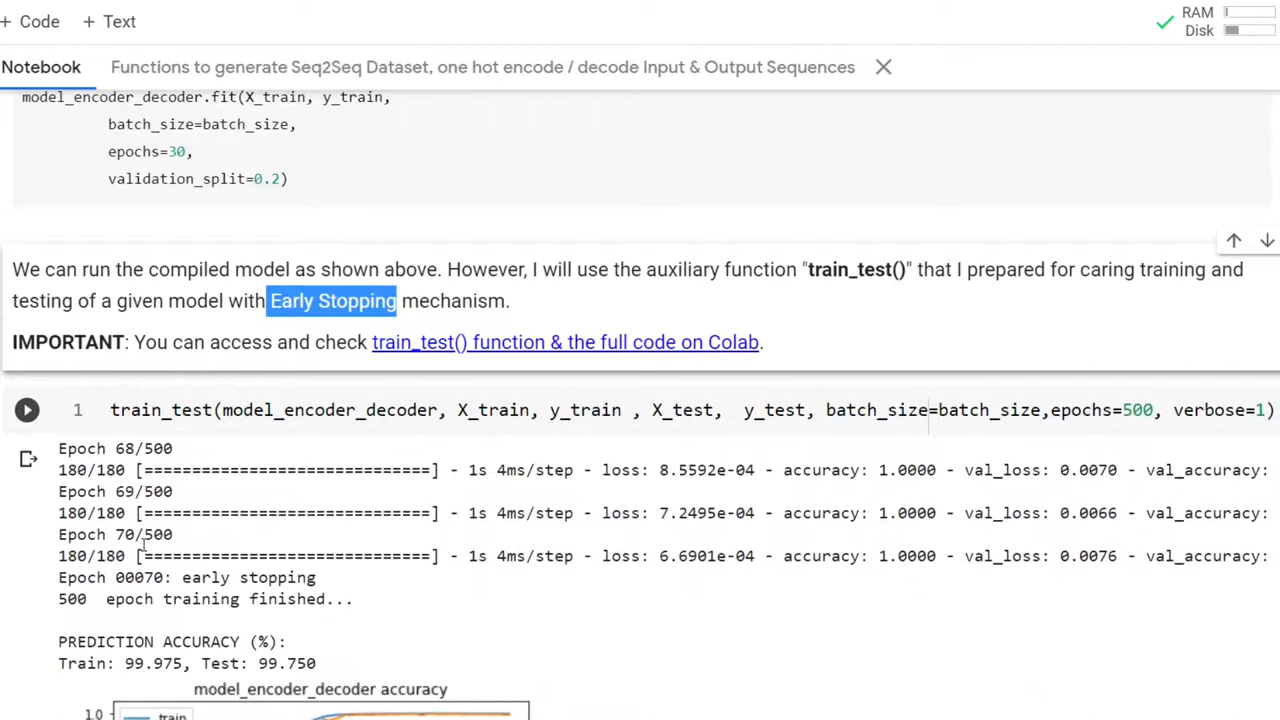 + Code + Text
RAM
Disk
Notebook Functions to generate Seq2Seq Dataset, one hot encode / decode Input & Output Sequences
model_encoder_decoder.fit(X_train, y_train,
batch_size=batch_size,
epochs=30,
validation_split=0.2)
We can run the compiled model as shown above. However, I will use the auxiliary function "train_test()" that I prepared for caring training and
testing of a given model with Early Stopping mechanism.
IMPORTANT: You can access and check train_test() function & the full code on Colab.
1 train_test(model_encoder_decoder, X_train, y_train , X_test, y_test, batch_size=batch_size,epochs=500, verbose=1)
Epoch 68/500
180/180 [==============================] - 1s 4ms/step - loss: 8.5592e-04 - accuracy: 1.0000 - val_loss: 0.0070 - val_accuracy:
Epoch 69/500
180/180 [==============================] - 1s 4ms/step - loss: 7.2495e-04 - accuracy: 1.0000 - val_loss: 0.0066 - val_accuracy:
Epoch 70/500
180/180 [==============================] - 1s 4ms/step - loss: 6.6901e-04 - accuracy: 1.0000 - val_loss: 0.0076 - val_accuracy:
Epoch 00070: early stopping
500 epoch training finished...
PREDICTION ACCURACY (%):
Train: 99.975, Test: 99.750
model_encoder_decoder accuracy
1.0
train